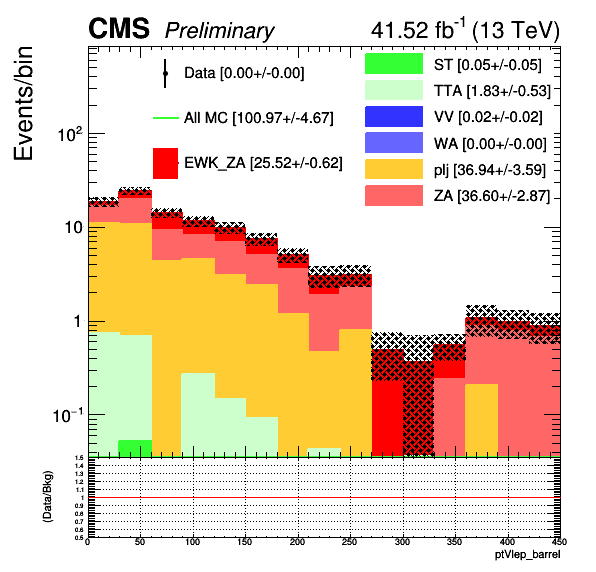 CMS Preliminary 41.52 fb⁻¹ (13 TeV)
Events/bin
Data [0.00+/-0.00]
All MC [100.97+/-4.67]
EWK_ZA [25.52+/-0.62]
ST [0.05+/-0.05]
TTA [1.83+/-0.53]
VV [0.02+/-0.02]
WA [0.00+/-0.00]
plj [36.94+/-3.59]
ZA [36.60+/-2.87]
10²
10
1
10⁻¹
(Data/Bkg)
1.5
1.4
1.3
1.2
1.1
1
0.9
0.8
0.7
0.6
0.5
0 50 100 150 200 250 300 350 400 450
ptVlep_barrel